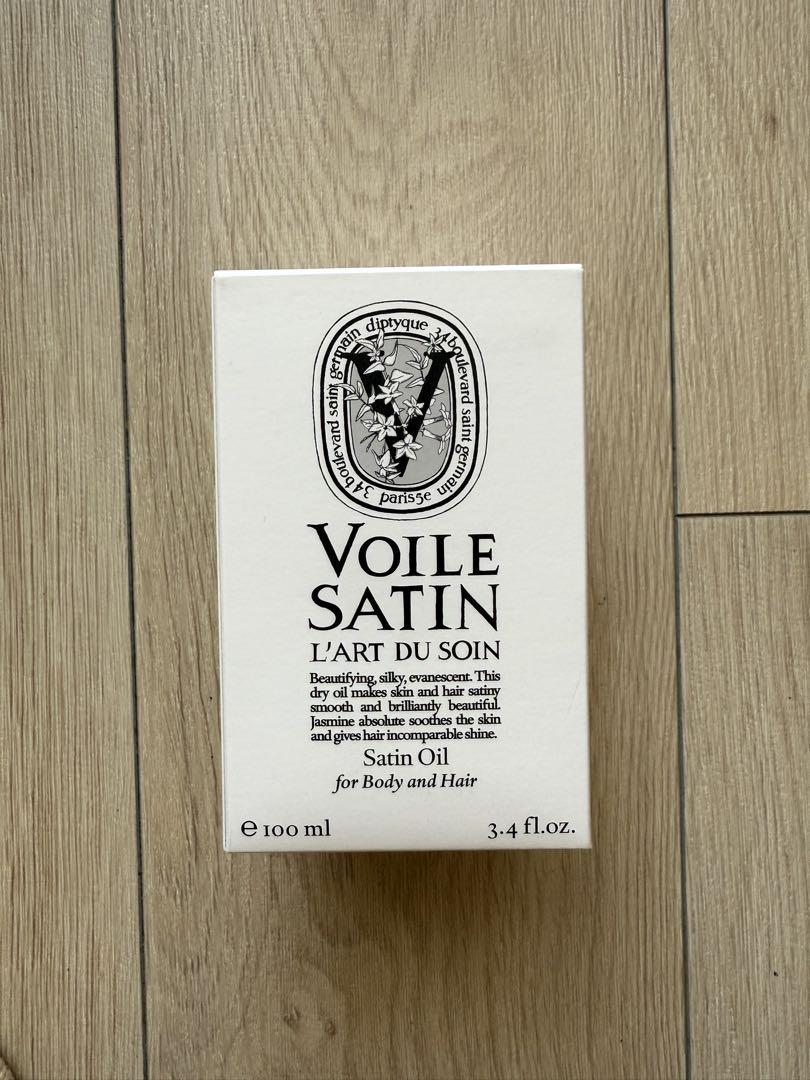 diptyque 34 boulevard saint germain paris5e 34 boulevard saint germain
VOILE
SATIN
L'ART DU SOIN
Beautifying, silky, evanescent. This
dry oil makes skin and hair satiny
smooth and brilliantly beautiful.
Jasmine absolute soothes the skin
and gives hair incomparable shine.
Satin Oil
for Body and Hair
e 100 ml
3.4 fl.oz.